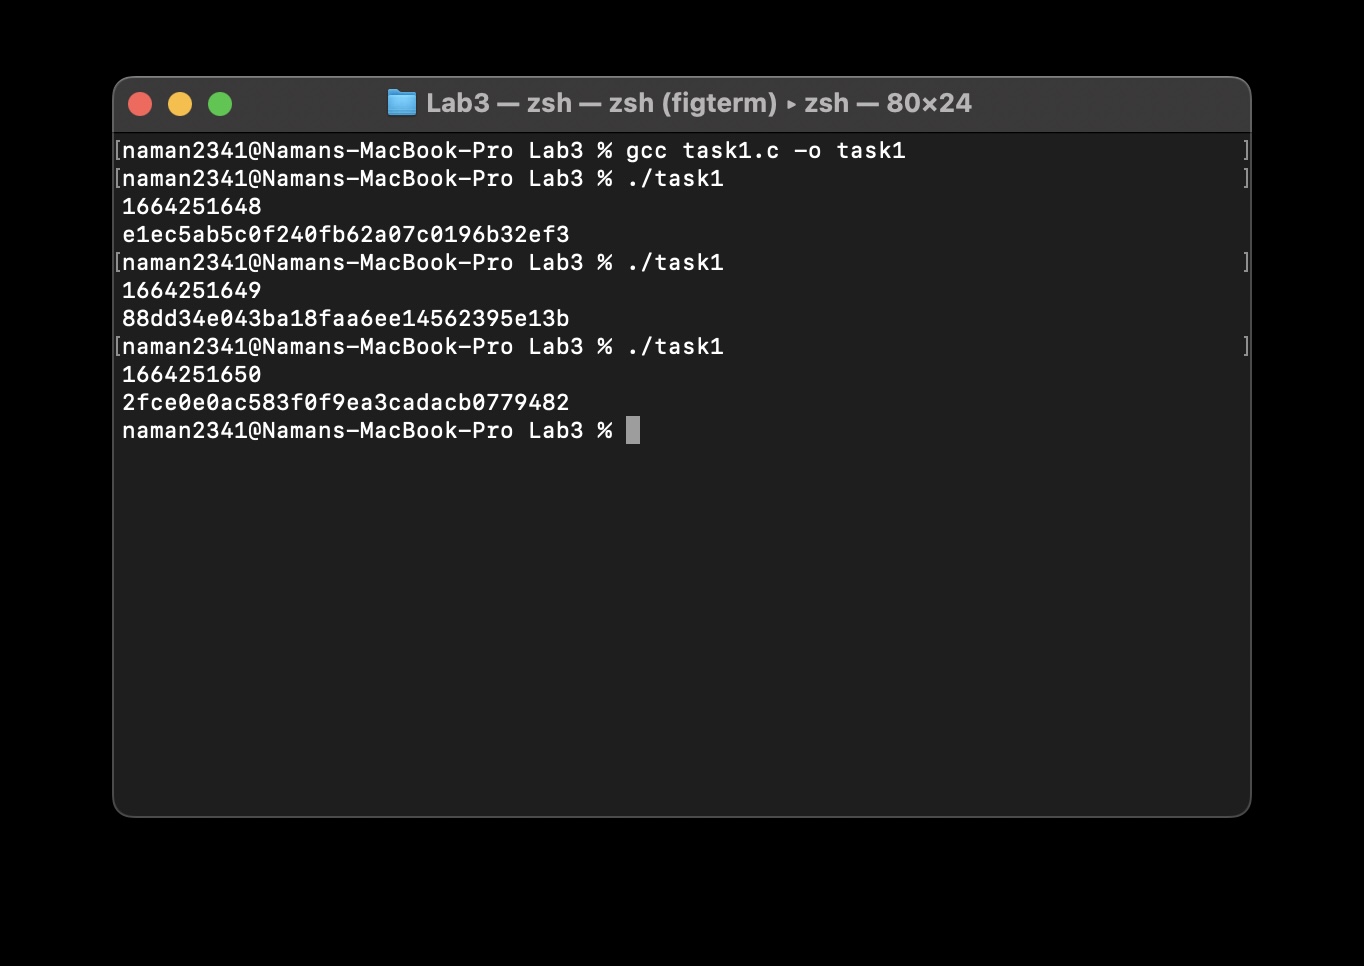 Lab3 — zsh — zsh (figterm) ▸ zsh — 80×24
[naman2341@Namans-MacBook-Pro Lab3 % gcc task1.c -o task1 ]
[naman2341@Namans-MacBook-Pro Lab3 % ./task1 ]
1664251648
e1ec5ab5c0f240fb62a07c0196b32ef3
[naman2341@Namans-MacBook-Pro Lab3 % ./task1 ]
1664251649
88dd34e043ba18faa6ee14562395e13b
[naman2341@Namans-MacBook-Pro Lab3 % ./task1 ]
1664251650
2fce0e0ac583f0f9ea3cadacb0779482
naman2341@Namans-MacBook-Pro Lab3 %